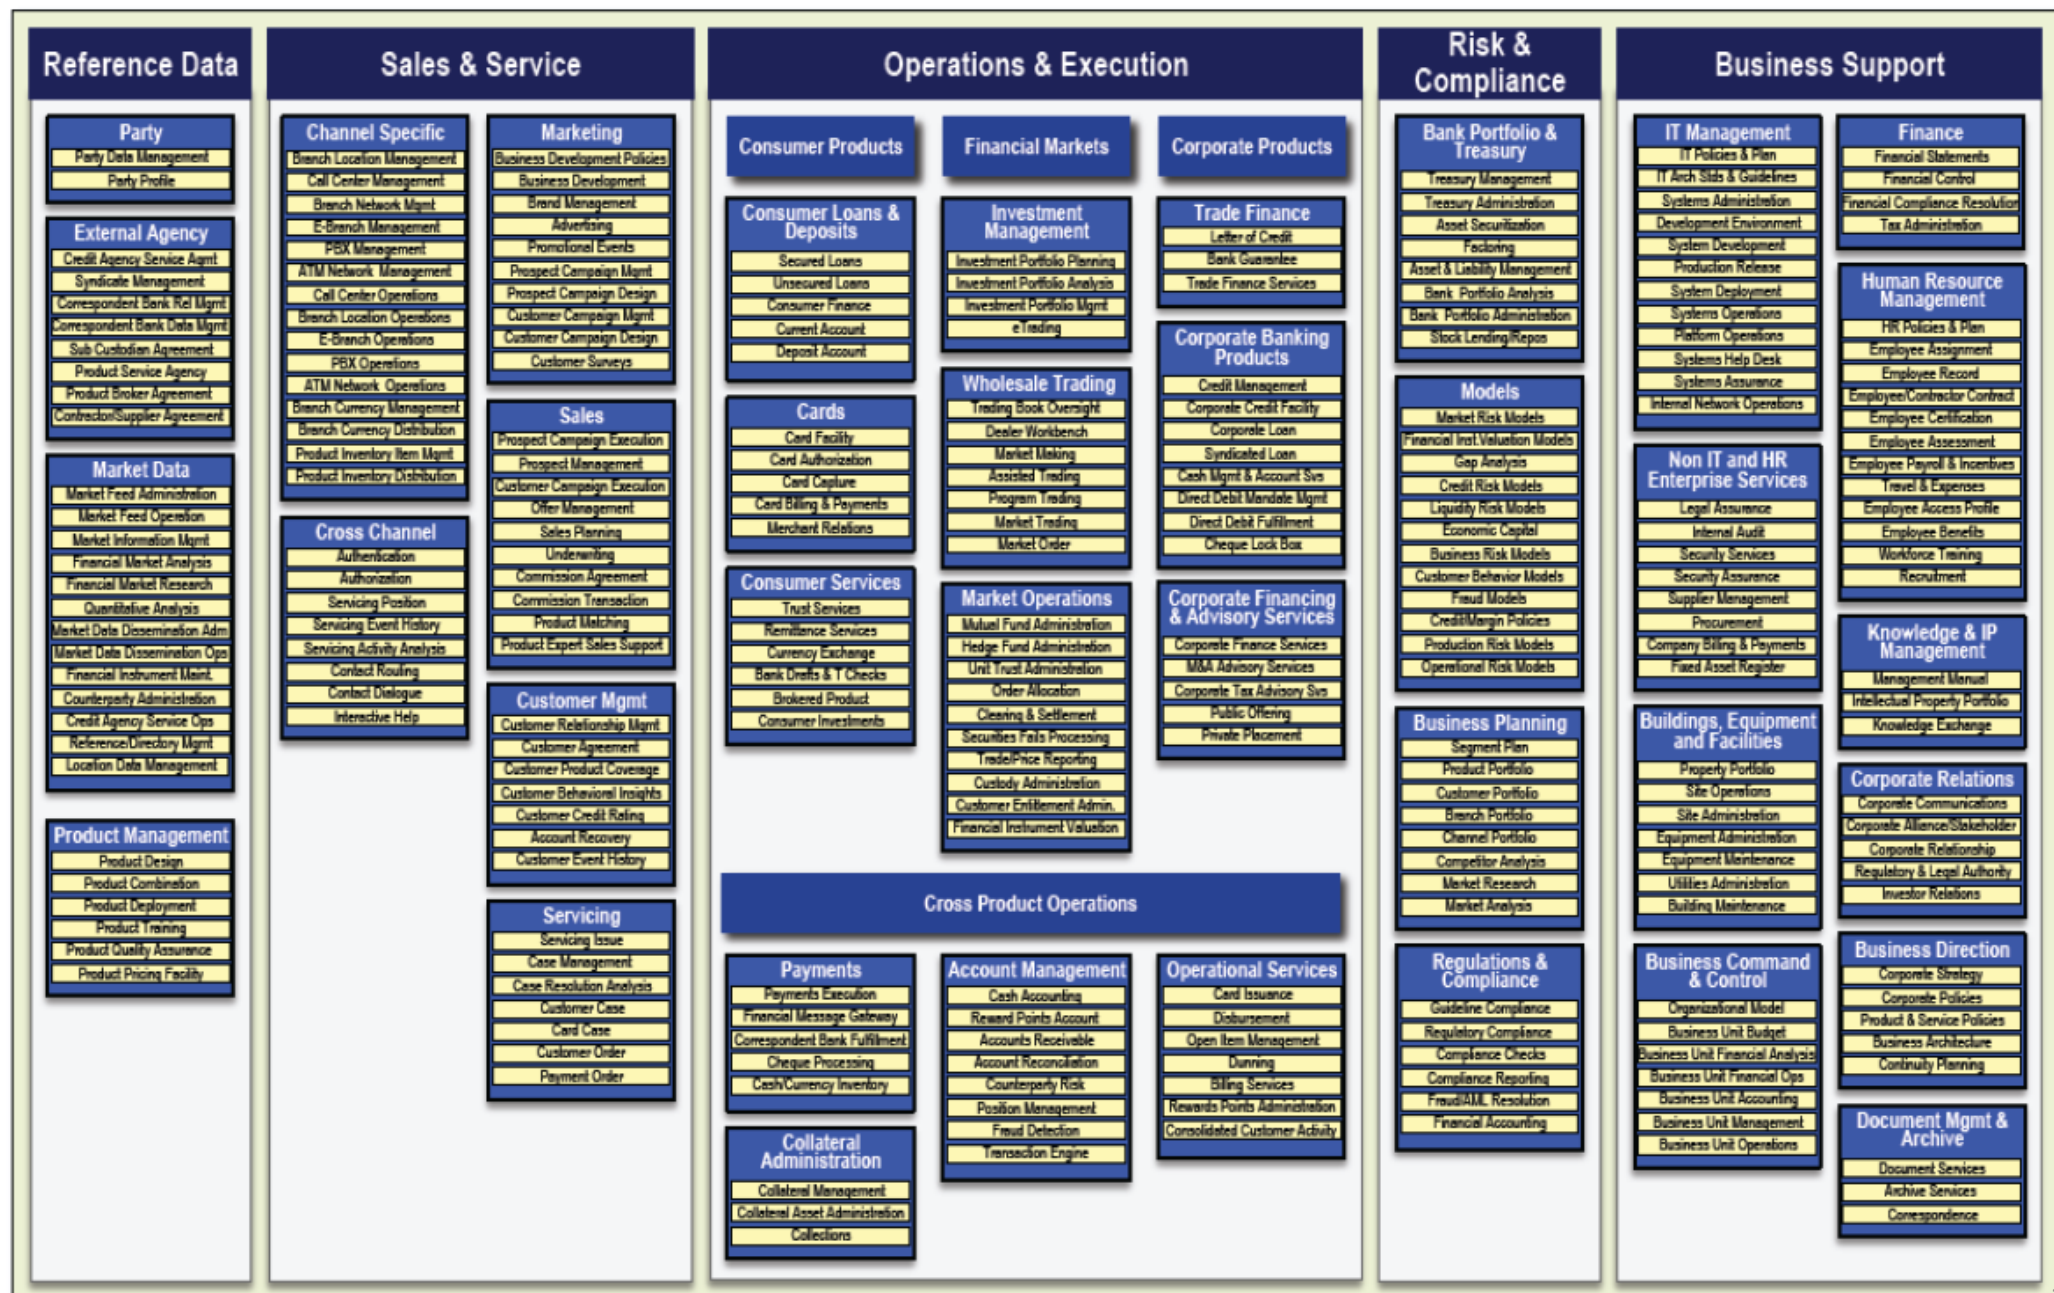 Reference Data
Party
Party Data Management
Party Profile
External Agency
Credit Agency Service Agmt
Syndicate Management
Correspondent Bank Rel Mgmt
Correspondent Bank Data Mgmt
Sub Custodian Agreement
Product Service Agency
Product Broker Agreement
Contractor/Supplier Agreement
Market Data
Market Feed Administration
Market Feed Operation
Market Information Mgmt
Financial Market Analysis
Financial Market Research
Quantitative Analysis
Market Data Dissemination Adm
Market Data Dissemination Ops
Financial Instrument Maint.
Counterparty Administration
Credit Agency Service Ops
Reference/Directory Mgmt
Location Data Management
Product Management
Product Design
Product Combination
Product Deployment
Product Training
Product Quality Assurance
Product Pricing Facility
Sales & Service
Channel Specific
Branch Location Management
Call Center Management
Branch Network Mgmt
E-Branch Management
PBX Management
ATM Network Management
Call Center Operations
Branch Location Operations
E-Branch Operations
PBX Operations
ATM Network Operations
Branch Currency Management
Branch Currency Distribution
Product Inventory Item Mgmt
Product Inventory Distribution
Cross Channel
Authentication
Authorization
Servicing Position
Servicing Event History
Servicing Activity Analysis
Contact Routing
Contact Dialogue
Interactive Help
Marketing
Business Development Policies
Business Development
Brand Management
Advertising
Promotional Events
Prospect Campaign Mgmt
Prospect Campaign Design
Customer Campaign Mgmt
Customer Campaign Design
Customer Surveys
Sales
Prospect Campaign Execution
Prospect Management
Customer Campaign Execution
Offer Management
Sales Planning
Underwriting
Commission Agreement
Commission Transaction
Product Matching
Product Expert Sales Support
Customer Mgmt
Customer Relationship Mgmt
Customer Agreement
Customer Product Coverage
Customer Behavioral Insights
Customer Credit Rating
Account Recovery
Customer Event History
Servicing
Servicing Issue
Case Management
Case Resolution Analysis
Customer Case
Card Case
Customer Order
Payment Order
Operations & Execution
Consumer Products
Consumer Loans &
Deposits
Secured Loans
Unsecured Loans
Consumer Finance
Current Account
Deposit Account
Cards
Card Facility
Card Authorization
Card Capture
Card Billing & Payments
Merchant Relations
Consumer Services
Trust Services
Remittance Services
Currency Exchange
Bank Drafts & T Checks
Brokered Product
Consumer Investments
Financial Markets
Investment
Management
Investment Portfolio Planning
Investment Portfolio Analysis
Investment Portfolio Mgmt
eTrading
Wholesale Trading
Trading Book Oversight
Dealer Workbench
Market Making
Assisted Trading
Program Trading
Market Trading
Market Order
Market Operations
Mutual Fund Administration
Hedge Fund Administration
Unit Trust Administration
Order Allocation
Clearing & Settlement
Securities Fails Processing
Trade/Price Reporting
Custody Administration
Customer Entitlement Admin.
Financial Instrument Valuation
Corporate Products
Trade Finance
Letter of Credit
Bank Guarantee
Trade Finance Services
Corporate Banking
Products
Credit Management
Corporate Credit Facility
Corporate Loan
Syndicated Loan
Cash Mgmt & Account Svs
Direct Debit Mandate Mgmt
Direct Debit Fulfillment
Cheque Lock Box
Corporate Financing
& Advisory Services
Corporate Finance Services
M&A Advisory Services
Corporate Tax Advisory Svs
Public Offering
Private Placement
Cross Product Operations
Payments
Payments Execution
Financial Message Gateway
Correspondent Bank Fulfillment
Cheque Processing
Cash/Currency Inventory
Collateral
Administration
Collateral Management
Collateral Asset Administration
Collections
Account Management
Cash Accounting
Reward Points Account
Accounts Receivable
Account Reconciliation
Counterparty Risk
Position Management
Fraud Detection
Transaction Engine
Operational Services
Card Issuance
Disbursement
Open Item Management
Dunning
Billing Services
Rewards Points Administration
Consolidated Customer Activity
Risk &
Compliance
Bank Portfolio &
Treasury
Treasury Management
Treasury Administration
Asset Securitization
Factoring
Asset & Liability Management
Bank Portfolio Analysis
Bank Portfolio Administration
Stock Lending/Repos
Models
Market Risk Models
Financial Inst.Valuation Models
Gap Analysis
Credit Risk Models
Liquidity Risk Models
Economic Capital
Business Risk Models
Customer Behavior Models
Fraud Models
Credit/Margin Policies
Production Risk Models
Operational Risk Models
Business Planning
Segment Plan
Product Portfolio
Customer Portfolio
Branch Portfolio
Channel Portfolio
Competitor Analysis
Market Research
Market Analysis
Regulations &
Compliance
Guideline Compliance
Regulatory Compliance
Compliance Checks
Compliance Reporting
Fraud/AML Resolution
Financial Accounting
Business Support
IT Management
IT Policies & Plan
IT Arch Stds & Guidelines
Systems Administration
Development Environment
System Development
Production Release
System Deployment
Systems Operations
Platform Operations
Systems Help Desk
Systems Assurance
Internal Network Operations
Non IT and HR
Enterprise Services
Legal Assurance
Internal Audit
Security Services
Security Assurance
Supplier Management
Procurement
Company Billing & Payments
Fixed Asset Register
Buildings, Equipment
and Facilities
Property Portfolio
Site Operations
Site Administration
Equipment Administration
Equipment Maintenance
Utilities Administration
Building Maintenance
Business Command
& Control
Organizational Model
Business Unit Budget
Business Unit Financial Analysis
Business Unit Financial Ops
Business Unit Accounting
Business Unit Management
Business Unit Operations
Finance
Financial Statements
Financial Control
Financial Compliance Resolution
Tax Administration
Human Resource
Management
HR Policies & Plan
Employee Assignment
Employee Record
Employee/Contractor Contract
Employee Certification
Employee Assessment
Employee Payroll & Incentives
Travel & Expenses
Employee Access Profile
Employee Benefits
Workforce Training
Recruitment
Knowledge & IP
Management
Management Manual
Intellectual Property Portfolio
Knowledge Exchange
Corporate Relations
Corporate Communications
Corporate Alliance/Stakeholder
Corporate Relationship
Regulatory & Legal Authority
Investor Relations
Business Direction
Corporate Strategy
Corporate Policies
Product & Service Policies
Business Architecture
Continuity Planning
Document Mgmt &
Archive
Document Services
Archive Services
Correspondence